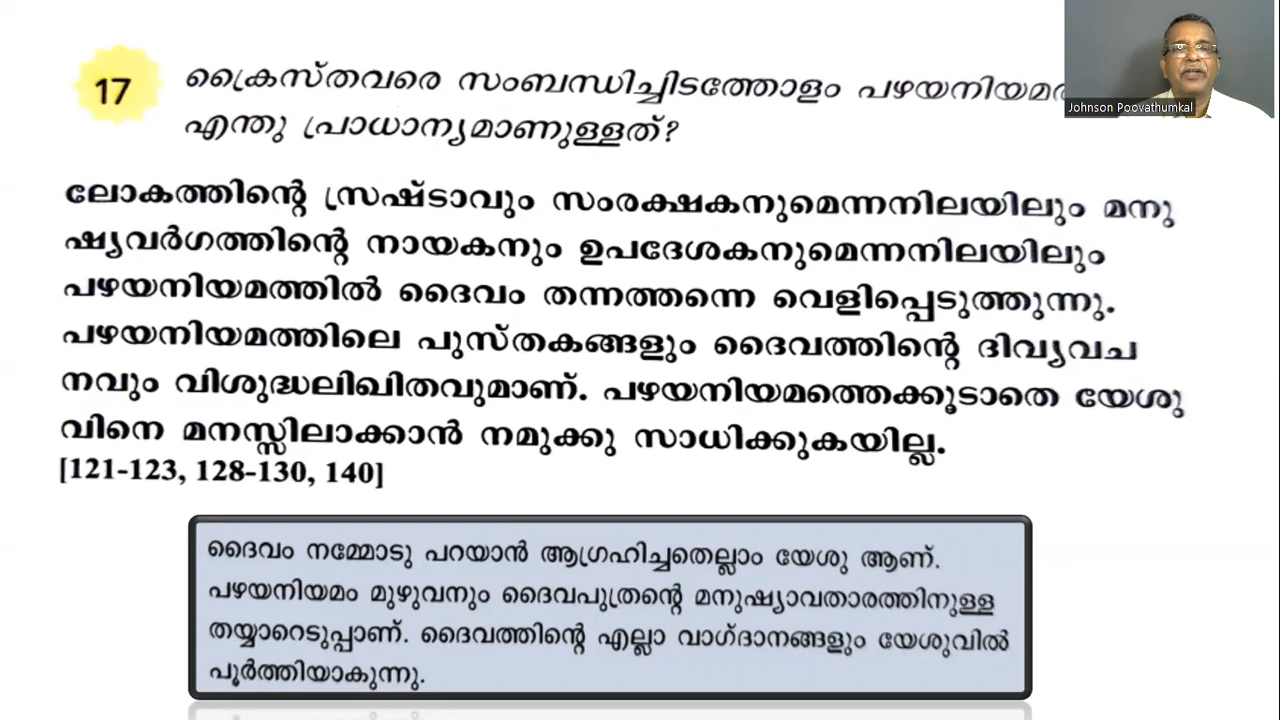 17
ക്രൈസ്തവരെ സംബന്ധിച്ചിടത്തോളം
എന്തു പ്രാധാന്യമാണുള്ളത്?
Johnson Poovathumkal
ലോകത്തിന്റെ സ്രഷ്ടാവും സംരക്ഷകനുമെന്നനിലയിലും മനു
ഷ്യവർഗത്തിന്റെ നായകനും ഉപദേശകനുമെന്നനിലയിലും
പഴയനിയമത്തിൽ ദൈവം തന്നത്തന്നെ വെളിപ്പെടുത്തുന്നു.
പഴയനിയമത്തിലെ പുസ്തകങ്ങളും ദൈവത്തിന്റെ ദിവ്യവച
നവും വിശുദ്ധലിഖിതവുമാണ്. പഴയനിയമത്തെക്കൂടാതെ യേശു
വിനെ മനസ്സിലാക്കാൻ നമുക്കു സാധിക്കുകയില്ല.
[121-123, 128-130, 140]
ദൈവം നമ്മോടു പറയാൻ ആഗ്രഹിച്ചതെല്ലാം യേശു ആണ്.
പഴയനിയമം മുഴുവനും ദൈവപുത്രന്റെ മനുഷ്യാവതാരത്തിനുള്ള
തയ്യാറെടുപ്പാണ്. ദൈവത്തിന്റെ എല്ലാ വാഗ്ദാനങ്ങളും യേശുവിൽ
പൂർത്തിയാകുന്നു.